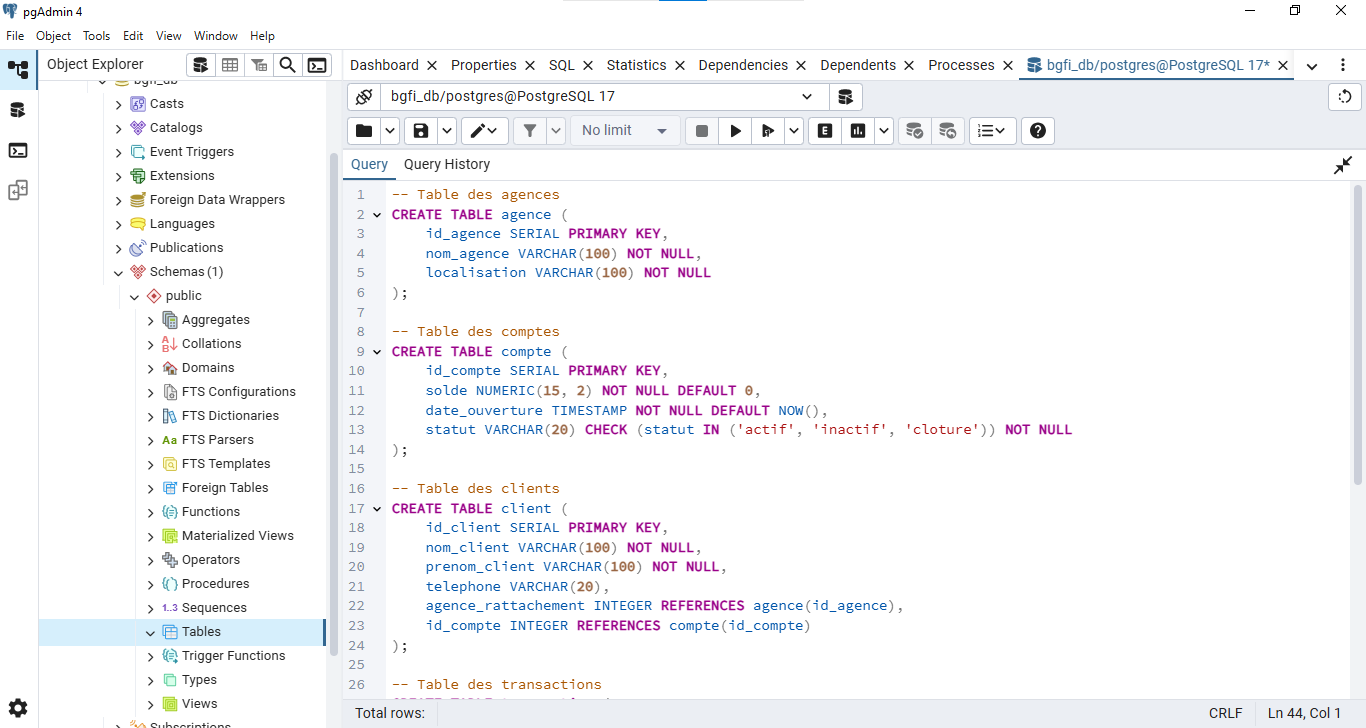 pgAdmin 4
File Object Tools Edit View Window Help
Object Explorer
Dashboard Properties SQL Statistics Dependencies Dependents Processes bgfi_db/postgres@PostgreSQL 17*
bgfi_db/postgres@PostgreSQL 17
No limit
E
Query Query History
bgfi_db
Casts
Catalogs
Event Triggers
Extensions
Foreign Data Wrappers
Languages
Publications
Schemas (1)
public
Aggregates
Collations
Domains
FTS Configurations
FTS Dictionaries
Aa FTS Parsers
FTS Templates
Foreign Tables
Functions
Materialized Views
Operators
Procedures
1..3 Sequences
Tables
Trigger Functions
Types
Views
Subscriptions
1 -- Table des agences
2 CREATE TABLE agence (
3 id_agence SERIAL PRIMARY KEY,
4 nom_agence VARCHAR(100) NOT NULL,
5 localisation VARCHAR(100) NOT NULL
6 );
7
8 -- Table des comptes
9 CREATE TABLE compte (
10 id_compte SERIAL PRIMARY KEY,
11 solde NUMERIC(15, 2) NOT NULL DEFAULT 0,
12 date_ouverture TIMESTAMP NOT NULL DEFAULT NOW(),
13 statut VARCHAR(20) CHECK (statut IN ('actif', 'inactif', 'cloture')) NOT NULL
14 );
15
16 -- Table des clients
17 CREATE TABLE client (
18 id_client SERIAL PRIMARY KEY,
19 nom_client VARCHAR(100) NOT NULL,
20 prenom_client VARCHAR(100) NOT NULL,
21 telephone VARCHAR(20),
22 agence_rattachement INTEGER REFERENCES agence(id_agence),
23 id_compte INTEGER REFERENCES compte(id_compte)
24 );
25
26 -- Table des transactions
Total rows: CRLF Ln 44, Col 1